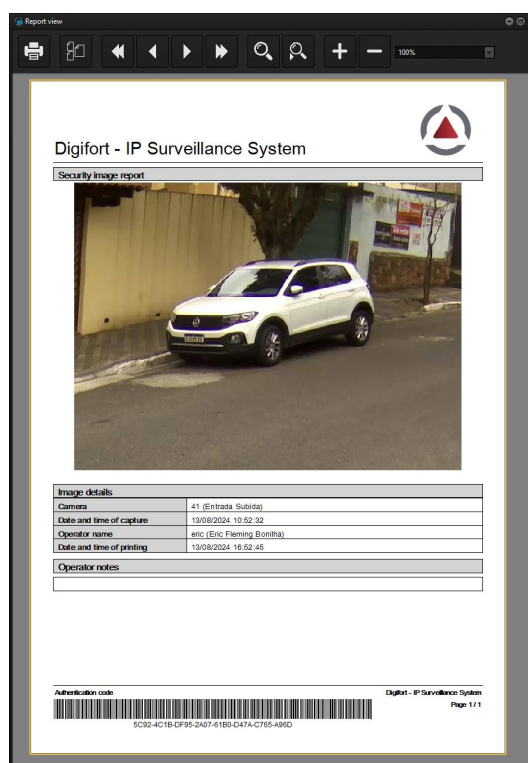 Report view
100%
Digifort - IP Surveillance System
Security image report
Vende
Image details
Camera 41 (Entrada Subida)
Date and time of capture 13/08/2024 10:52:32
Operator name eric (Eric Fleming Bonilha)
Date and time of printing 13/08/2024 16:52:45
Operator notes
Authentication code
Digifort - IP Surveillance System
Page 1 / 1
5C92-4C1B-DF95-2A07-61B0-D47A-C765-A96D